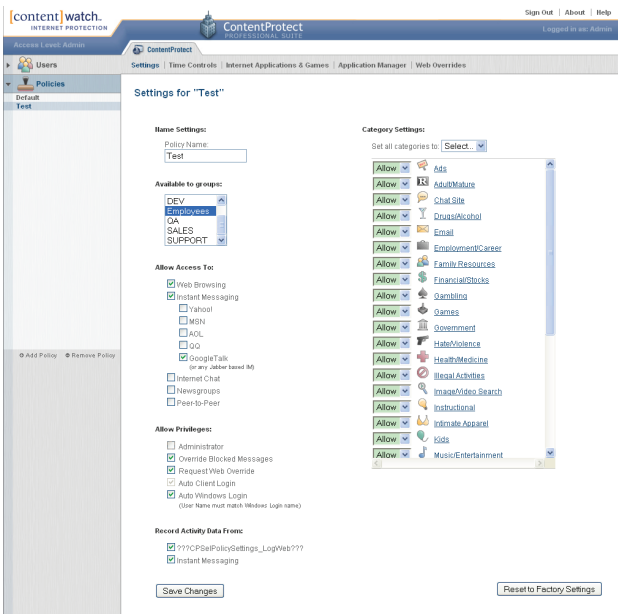 Sign Out | About | Help
[content]watch™
INTERNET PROTECTION
ContentProtect
PROFESSIONAL SUITE
Logged in as: Admin
Access Level: Admin
ContentProtect
Users
Settings | Time Controls | Internet Applications & Games | Application Manager | Web Overrides
Policies
Default
Test
Add Policy
Remove Policy
Settings for "Test"
Name Settings:
Policy Name:
Test
Available to groups:
DEV
Employees
QA
SALES
SUPPORT
Allow Access To:
Web Browsing
Instant Messaging
Yahoo!
MSN
AOL
QQ
GoogleTalk
(or any Jabber based IM)
Internet Chat
Newsgroups
Peer-to-Peer
Allow Privileges:
Administrator
Override Blocked Messages
Request Web Override
Auto Client Login
Auto Windows Login
(User Name must match Windows Login name)
Record Activity Data From:
???CPSelPolicySettings_LogWeb???
Instant Messaging
Save Changes
Category Settings:
Set all categories to: Select...
Allow Ads
Allow R Adult/Mature
Allow Chat Site
Allow Drugs/Alcohol
Allow Email
Allow Employment/Career
Allow Family Resources
Allow $ Financial/Stocks
Allow Gambling
Allow Games
Allow Government
Allow Hate/Violence
Allow Health/Medicine
Allow Illegal Activities
Allow Image/Video Search
Allow Instructional
Allow Intimate Apparel
Allow Kids
Allow Music/Entertainment
Reset to Factory Settings